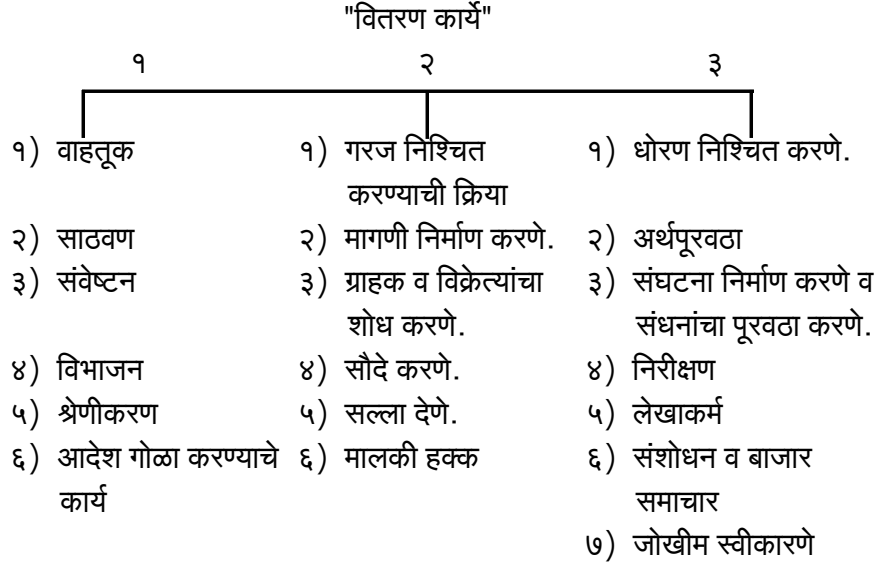 "वितरण कार्ये"
१ २ ३
१) वाहतूक १) गरज निश्चित १) धोरण निश्चित करणे.
करण्याची क्रिया
२) साठवण २) मागणी निर्माण करणे. २) अर्थपूरवठा
३) संवेष्टन ३) ग्राहक व विक्रेत्यांचा ३) संघटना निर्माण करणे व
शोध करणे. संधनांचा पूरवठा करणे.
४) विभाजन ४) सौदे करणे. ४) निरीक्षण
५) श्रेणीकरण ५) सल्ला देणे. ५) लेखाकर्म
६) आदेश गोळा करण्याचे ६) मालकी हक्क ६) संशोधन व बाजार
कार्य समाचार
७) जोखीम स्वीकारणे